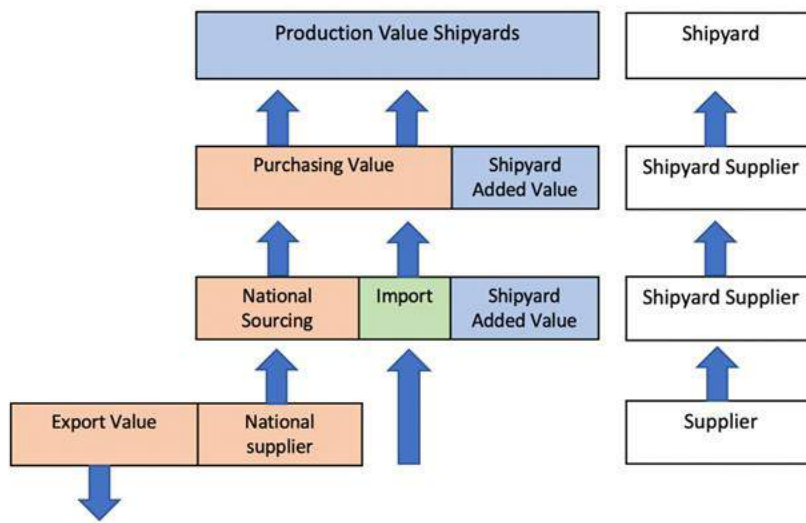 Production Value Shipyards
Shipyard
Purchasing Value
Shipyard
Added Value
Shipyard Supplier
National
Sourcing
Import
Shipyard
Added Value
Shipyard Supplier
Export Value
National
supplier
Supplier